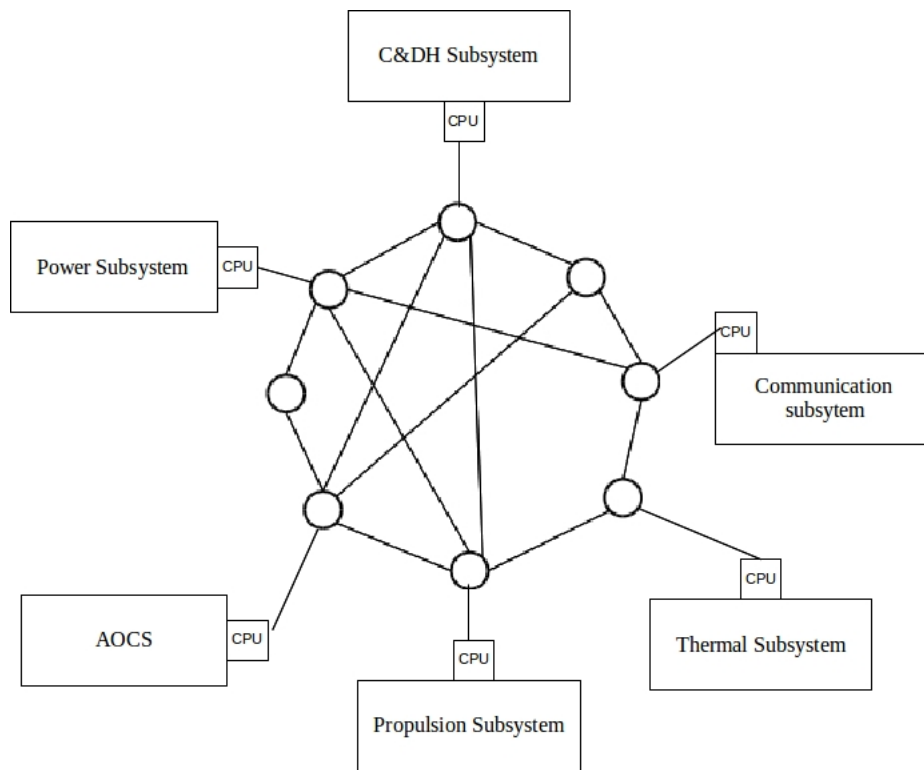 C&DH Subsystem
CPU
Power Subsystem
CPU
CPU
Communication
subsytem
CPU
Thermal Subsystem
AOCS
CPU
CPU
Propulsion Subsystem